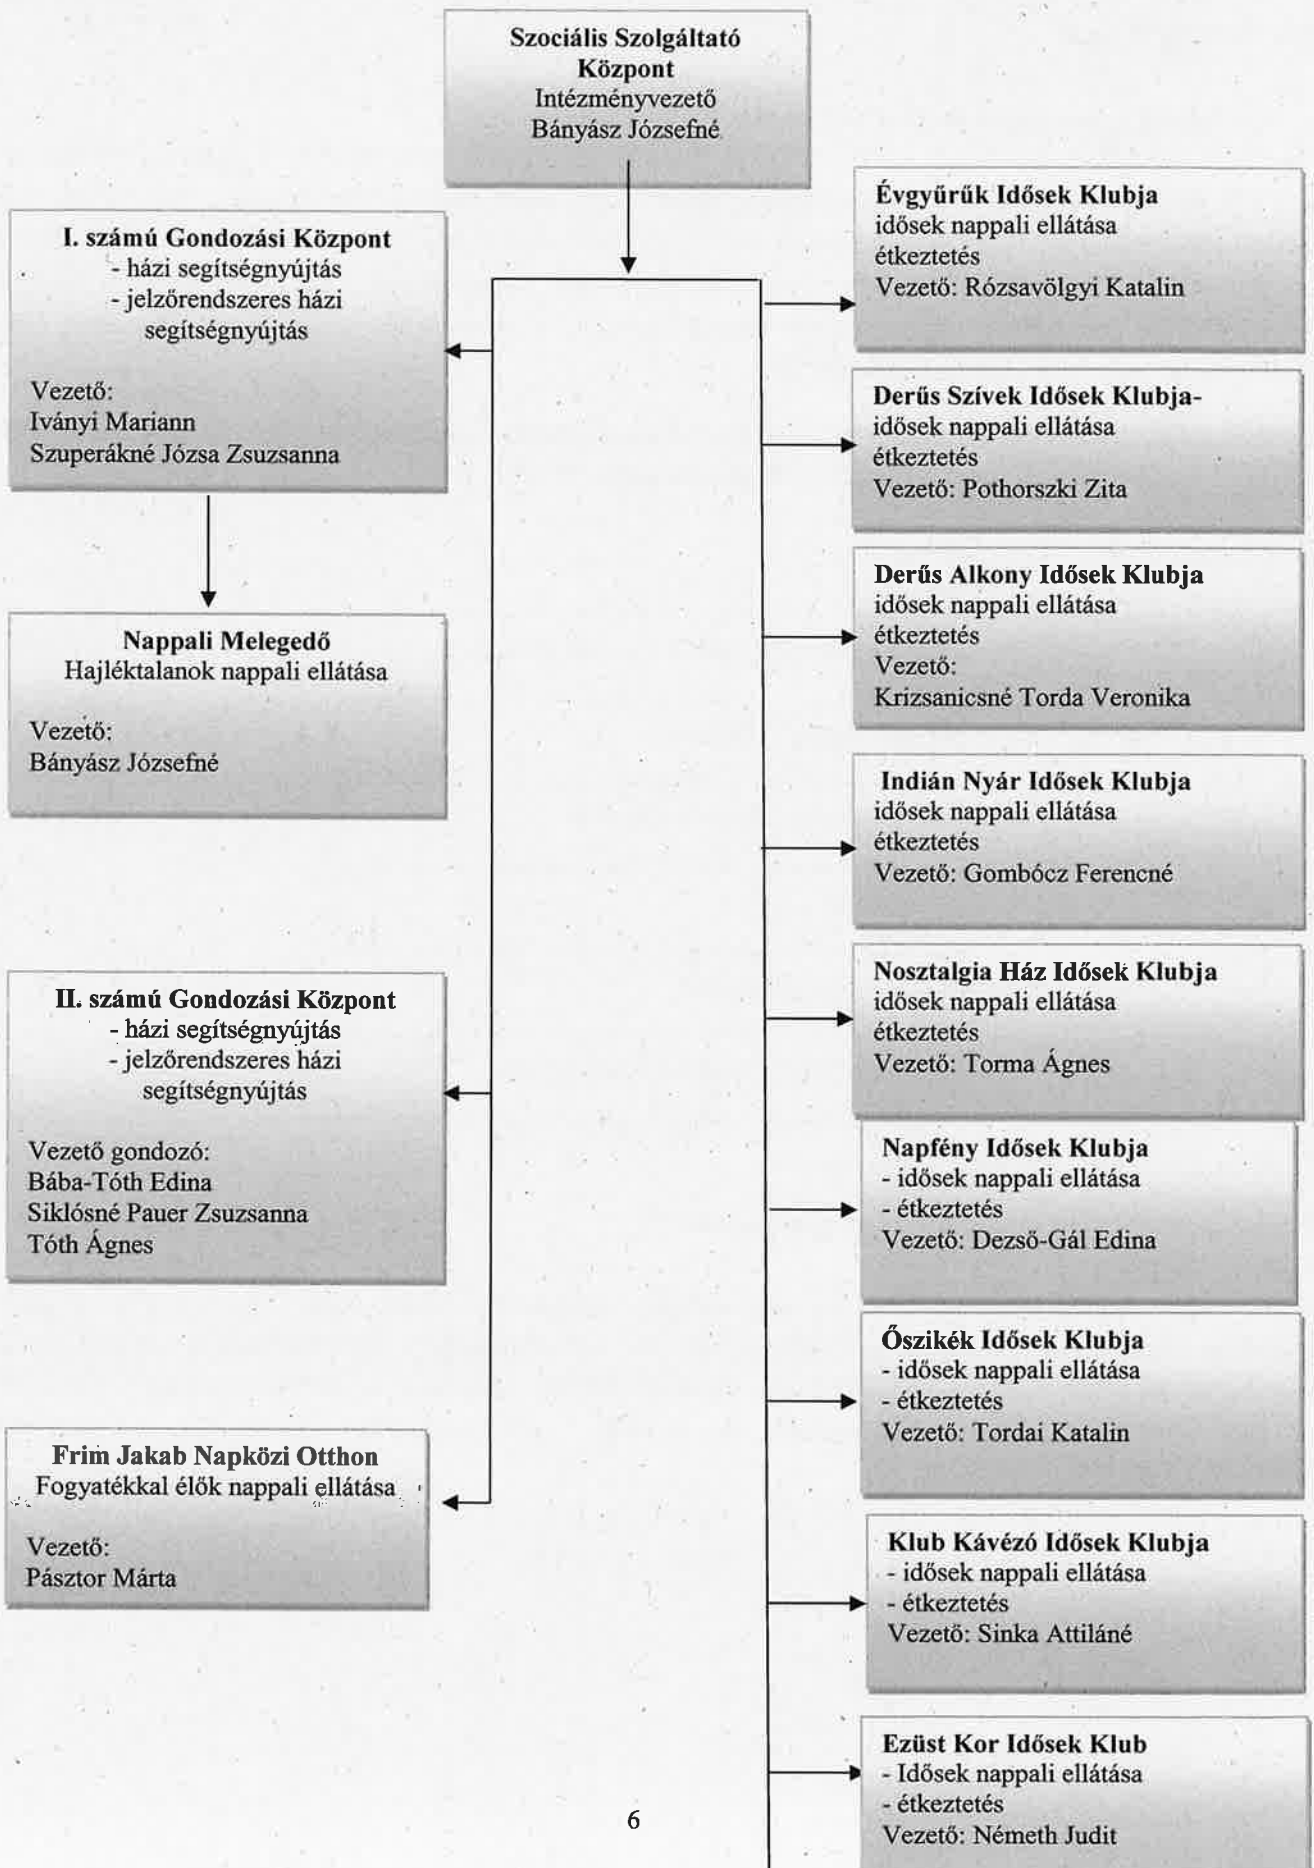 Szociális Szolgáltató
Központ
Intézményvezető
Bányász Józsefné
I. számú Gondozási Központ
- házi segítségnyújtás
- jelzőrendszeres házi
segítségnyújtás
Vezető:
Iványi Mariann
Szuperákné Józsa Zsuzsanna
Nappali Melegedő
Hajléktalanok nappali ellátása
Vezető:
Bányász Józsefné
II. számú Gondozási Központ
- házi segítségnyújtás
- jelzőrendszeres házi
segítségnyújtás
Vezető gondozó:
Bába-Tóth Edina
Siklósné Pauer Zsuzsanna
Tóth Ágnes
Frim Jakab Napközi Otthon
Fogyatékkal élők nappali ellátása
Vezető:
Pásztor Márta
Évgyűrűk Idősek Klubja
idősek nappali ellátása
étkeztetés
Vezető: Rózsavölgyi Katalin
Derűs Szívek Idősek Klubja-
idősek nappali ellátása
étkeztetés
Vezető: Pothorszki Zita
Derűs Alkony Idősek Klubja
idősek nappali ellátása
étkeztetés
Vezető:
Krizsanicsné Torda Veronika
Indián Nyár Idősek Klubja
idősek nappali ellátása
étkeztetés
Vezető: Gombócz Ferencné
Nosztalgia Ház Idősek Klubja
idősek nappali ellátása
étkeztetés
Vezető: Torma Ágnes
Napfény Idősek Klubja
- idősek nappali ellátása
- étkeztetés
Vezető: Dezső-Gál Edina
Őszikék Idősek Klubja
- idősek nappali ellátása
- étkeztetés
Vezető: Tordai Katalin
Klub Kávézó Idősek Klubja
- idősek nappali ellátása
- étkeztetés
Vezető: Sinka Attiláné
Ezüst Kor Idősek Klub
- Idősek nappali ellátása
- étkeztetés
Vezető: Németh Judit
6